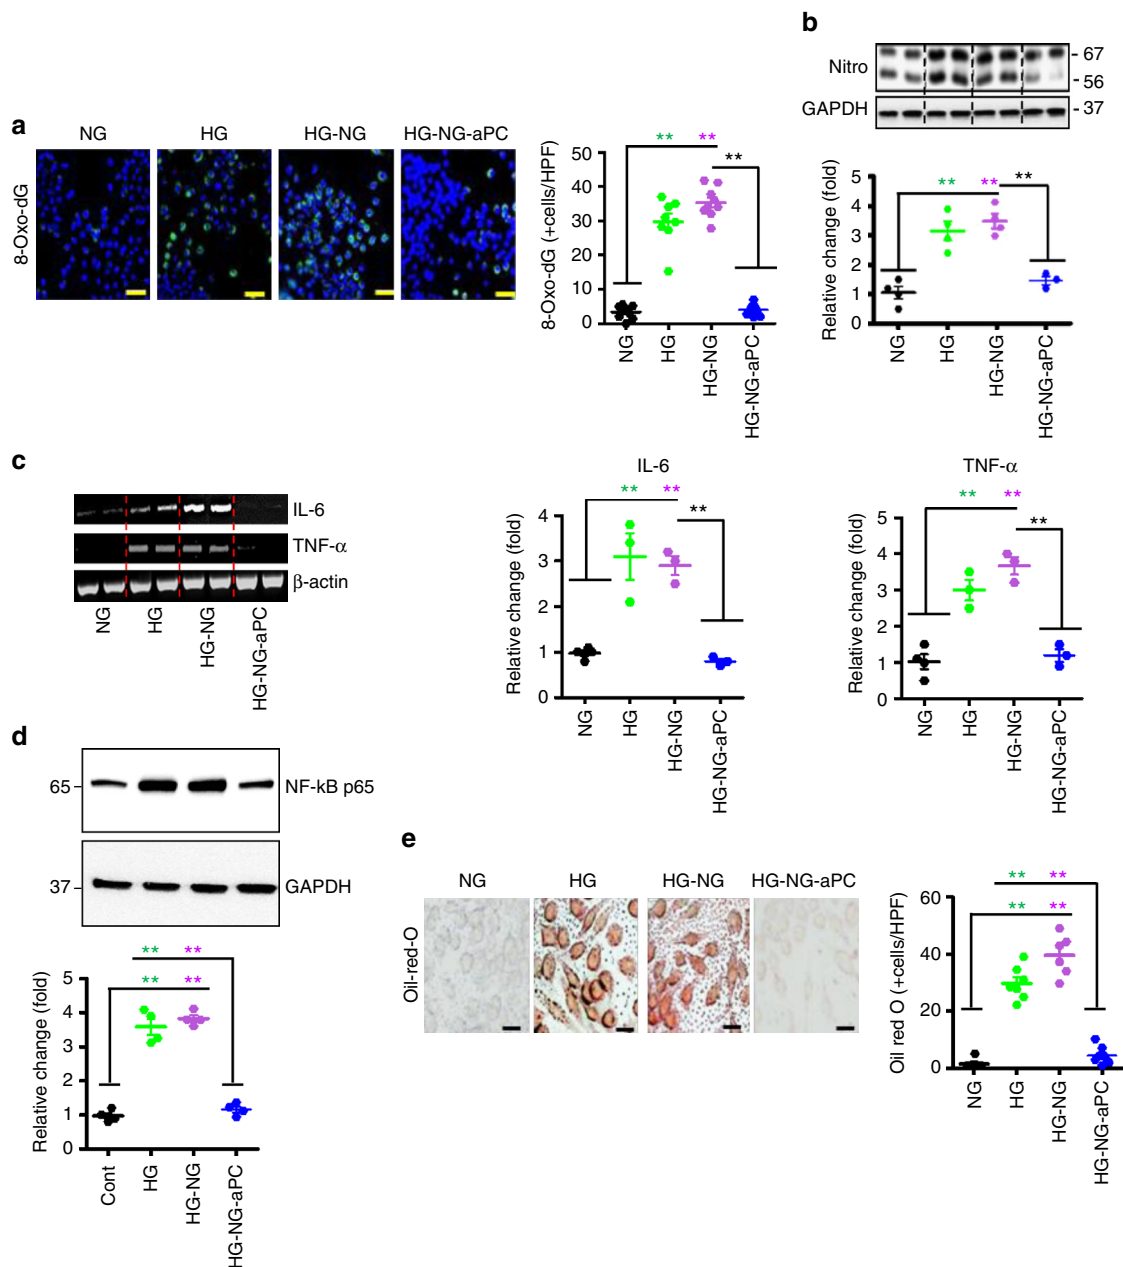 a
NG HG HG-NG HG-NG-aPC
8-Oxo-dG
8-Oxo-dG (+cells/HPF)
50
40
30
20
10
0
** **
**
NG HG HG-NG HG-NG-aPC
b
Nitro
- 67
- 56
GAPDH
- 37
Relative change (fold)
5
4
3
2
1
0
** ** **
NG HG HG-NG HG-NG-aPC
c
IL-6
TNF-α
β-actin
NG HG HG-NG HG-NG-aPC
IL-6
** **
**
Relative change (fold)
4
3
2
1
0
NG HG HG-NG HG-NG-aPC
TNF-α
** **
**
Relative change (fold)
5
4
3
2
1
0
NG HG HG-NG HG-NG-aPC
d
65 –
NF-kB p65
37 –
GAPDH
** **
** **
Relative change (fold)
5
4
3
2
1
0
Cont HG HG-NG HG-NG-aPC
e
NG HG HG-NG HG-NG-aPC
Oil-red-O
** **
** **
Oil red O (+cells/HPF)
60
40
20
0
NG HG HG-NG HG-NG-aPC